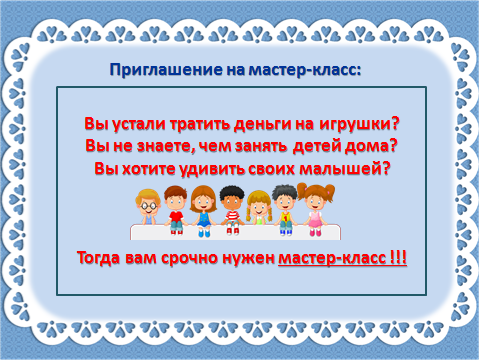 Приглашение на мастер-класс:
Вы устали тратить деньги на игрушки?
Вы не знаете, чем занять детей дома?
Вы хотите удивить своих малышей?
Тогда вам срочно нужен мастер-класс !!!